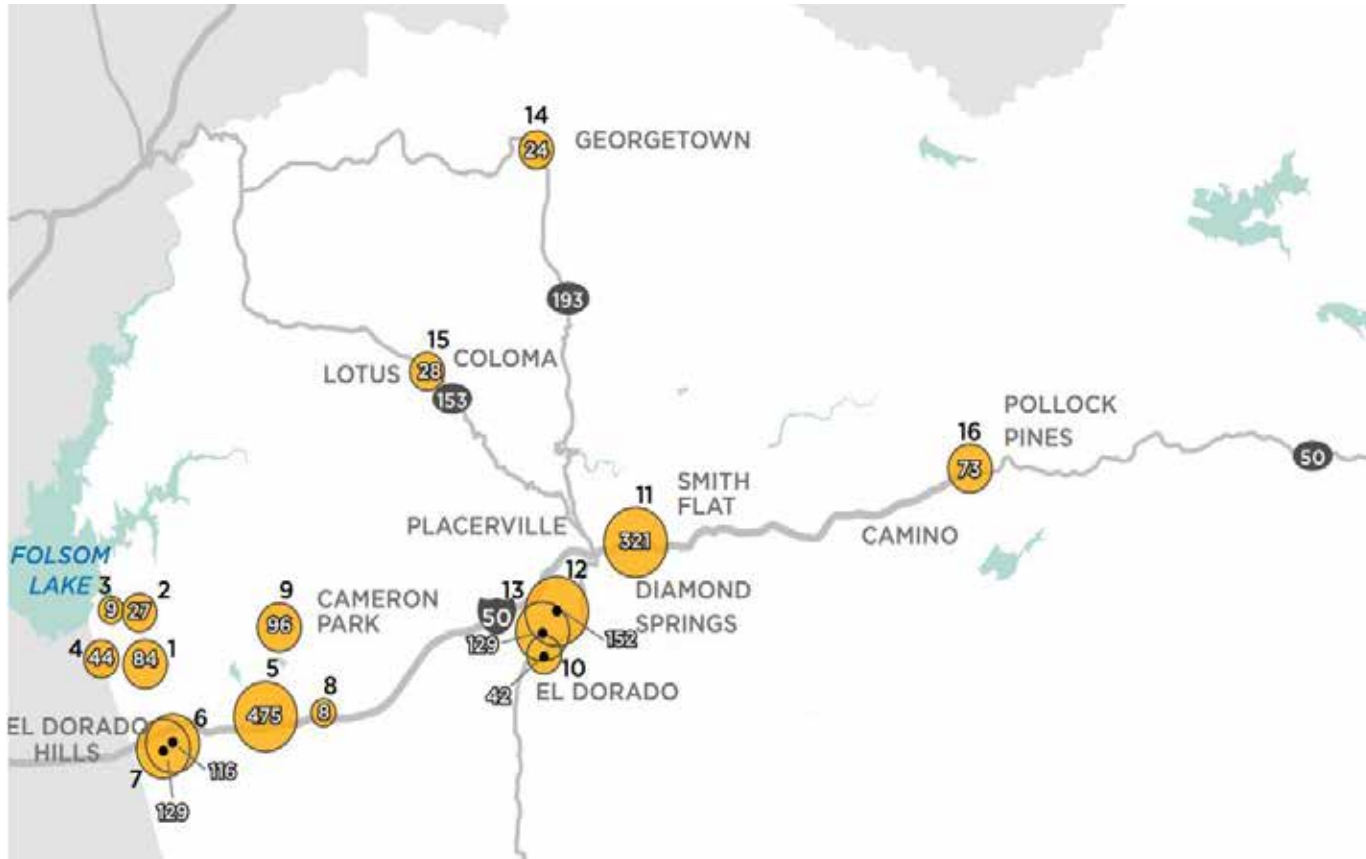 14
24
GEORGETOWN
193
15
COLOMA
LOTUS
28
153
POLLOCK
PINES
16
73
50
SMITH
FLAT
11
PLACERVILLE
321
CAMINO
FOLSOM
LAKE
3
2
9
27
9
96
CAMERON
PARK
13
12
50
DIAMOND
SPRINGS
129
152
4
44
84
1
10
42
EL DORADO
5
475
8
8
EL DORADO
HILLS
6
7
116
129